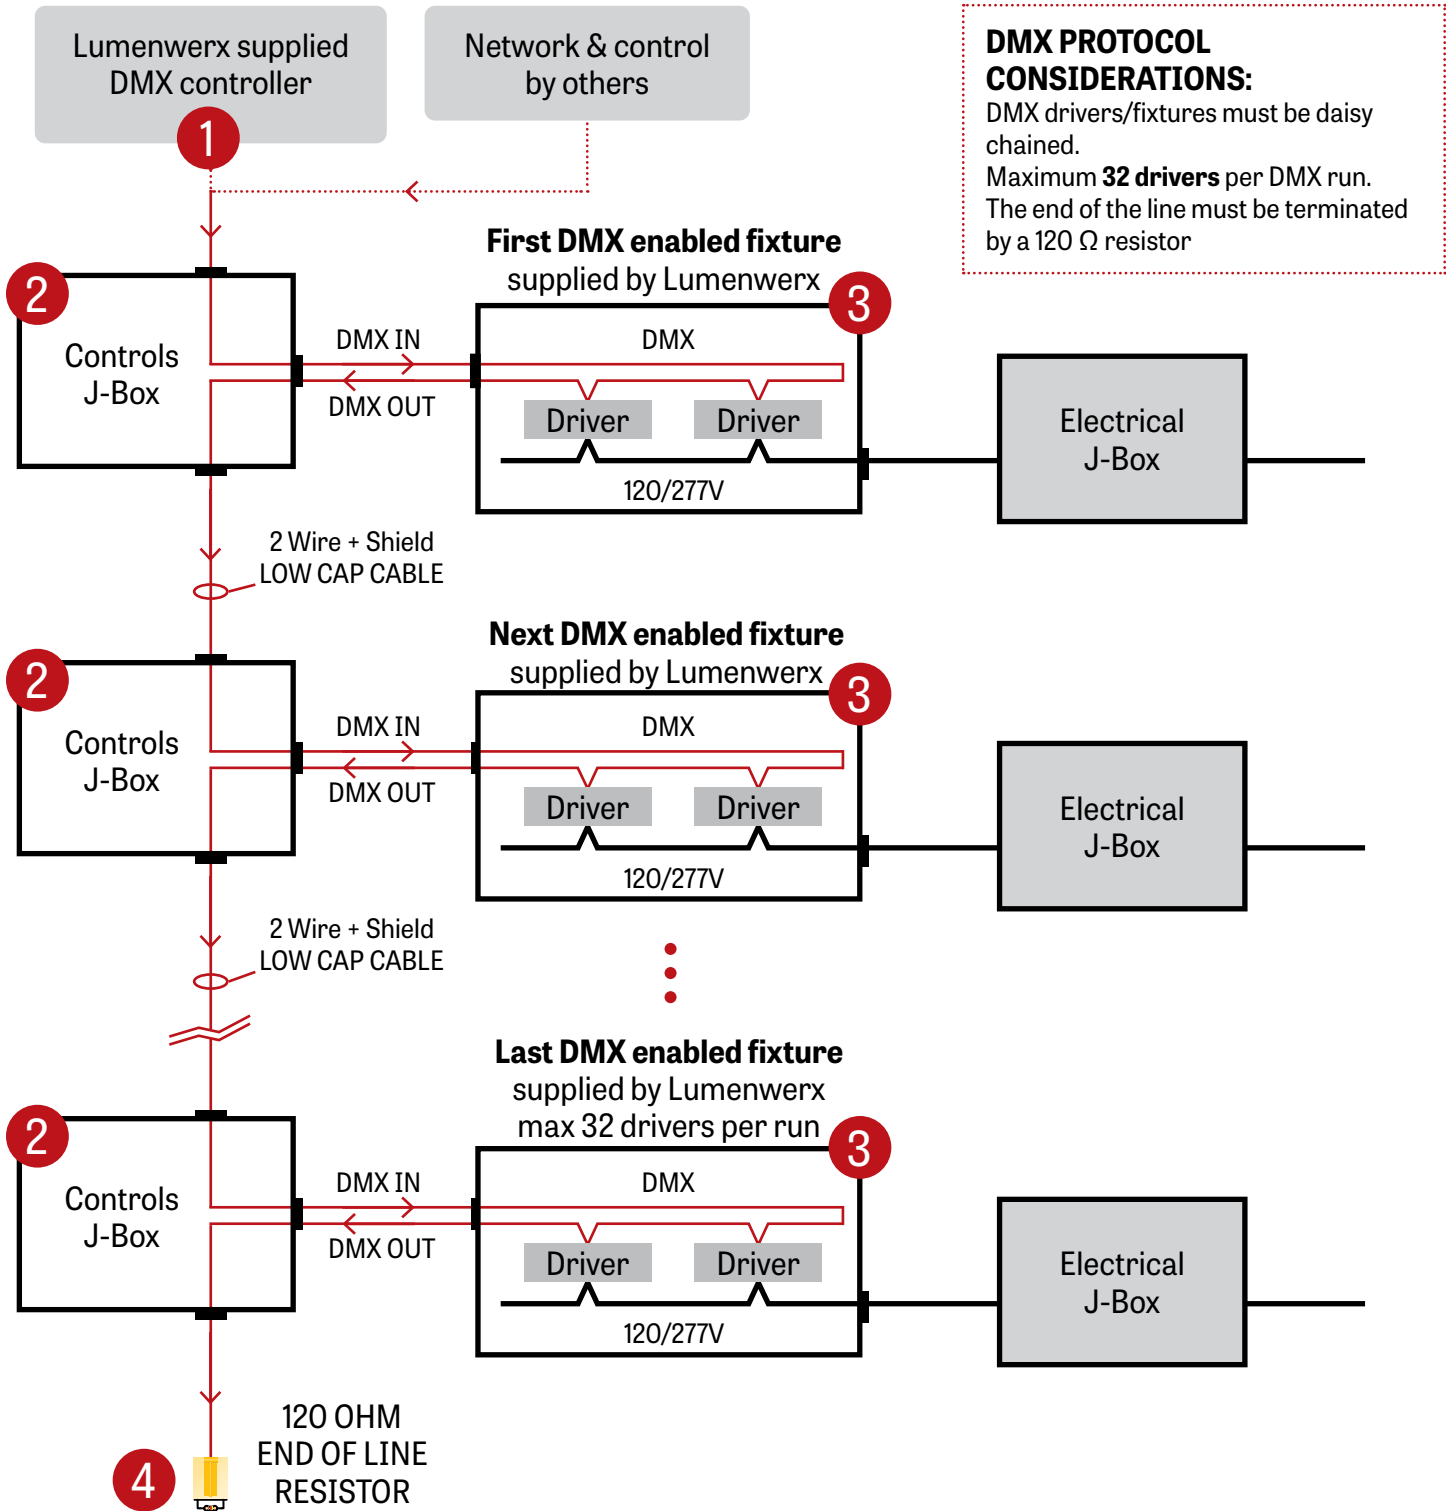 Lumenwerx supplied
DMX controller
1
Network & control
by others
DMX PROTOCOL
CONSIDERATIONS:
DMX drivers/fixtures must be daisy
chained.
Maximum 32 drivers per DMX run.
The end of the line must be terminated
by a 120 Ω resistor
First DMX enabled fixture
supplied by Lumenwerx
2
Controls
J-Box
DMX IN
DMX OUT
3
DMX
Driver
Driver
120/277V
Electrical
J-Box
2 Wire + Shield
LOW CAP CABLE
Next DMX enabled fixture
supplied by Lumenwerx
2
Controls
J-Box
DMX IN
DMX OUT
3
DMX
Driver
Driver
120/277V
Electrical
J-Box
2 Wire + Shield
LOW CAP CABLE
Last DMX enabled fixture
supplied by Lumenwerx
max 32 drivers per run
2
Controls
J-Box
DMX IN
DMX OUT
3
DMX
Driver
Driver
120/277V
Electrical
J-Box
4
120 OHM
END OF LINE
RESISTOR